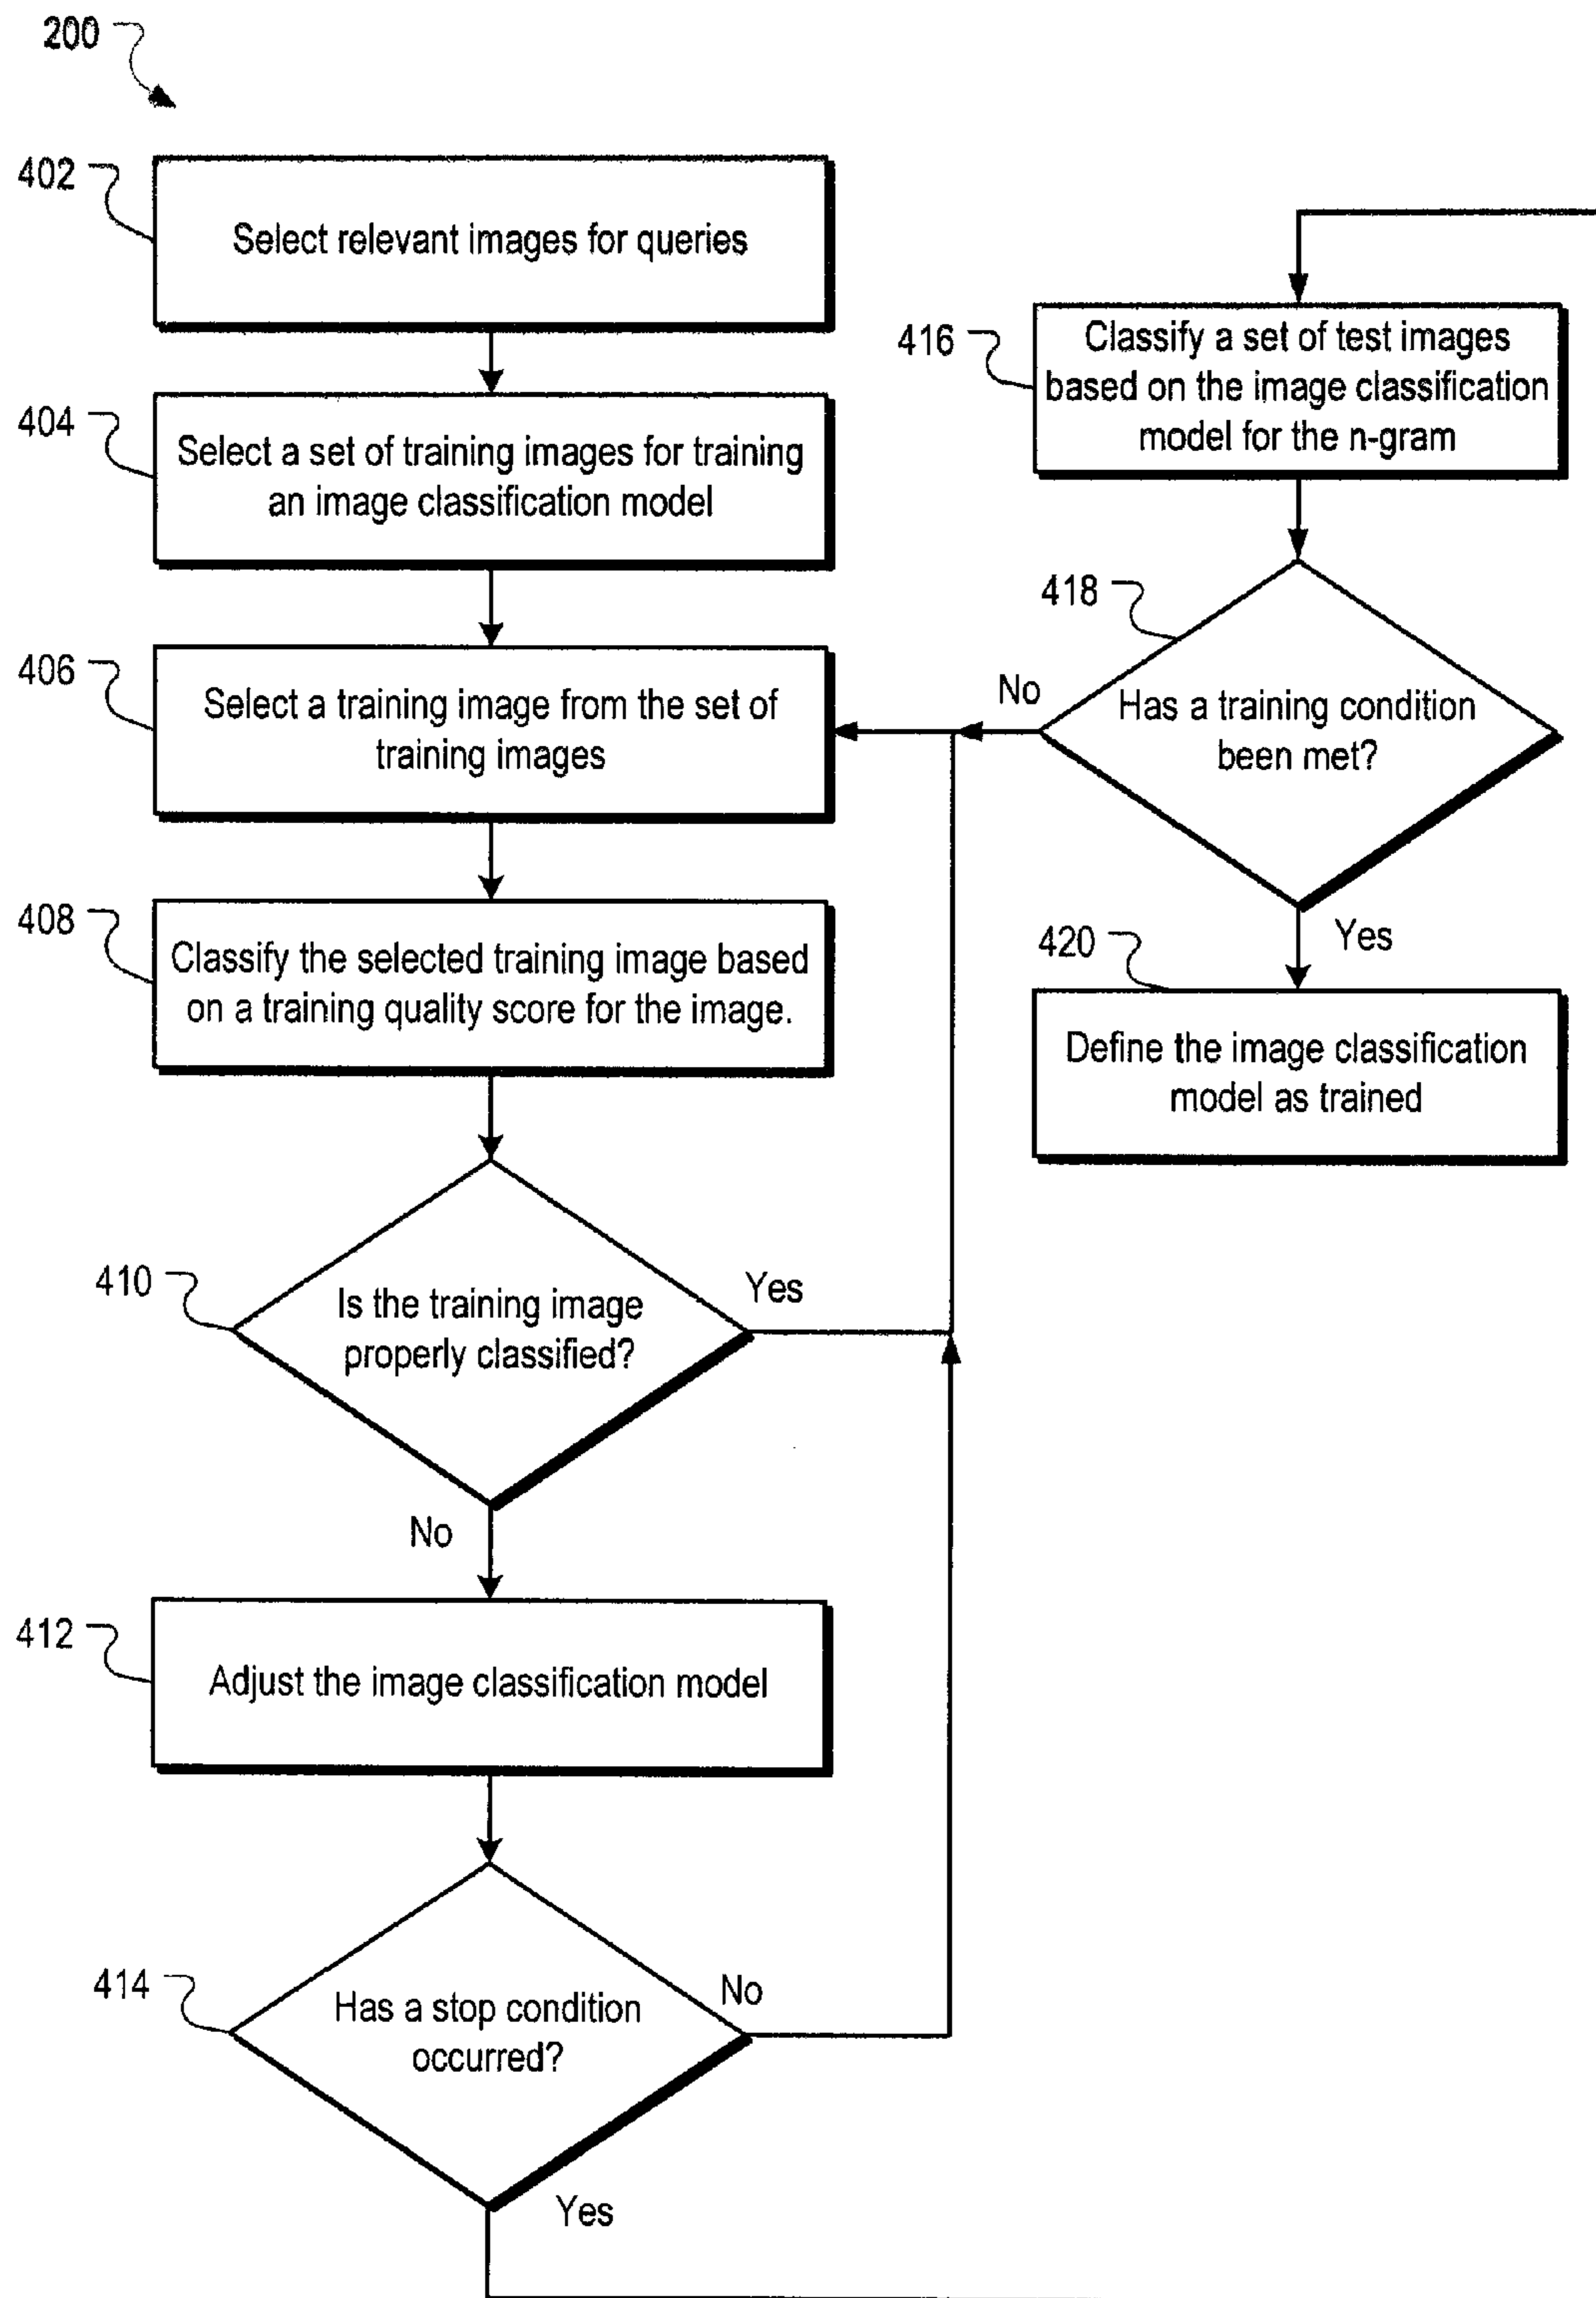 200
402
Select relevant images for queries
404
Select a set of training images for training
an image classification model
406
Select a training image from the set of
training images
408
Classify the selected training image based
on a training quality score for the image.
410
Is the training image
properly classified?
Yes
No
412
Adjust the image classification model
414
Has a stop condition
occurred?
No
Yes
416
Classify a set of test images
based on the image classification
model for the n-gram
418
Has a training condition
been met?
No
Yes
420
Define the image classification
model as trained